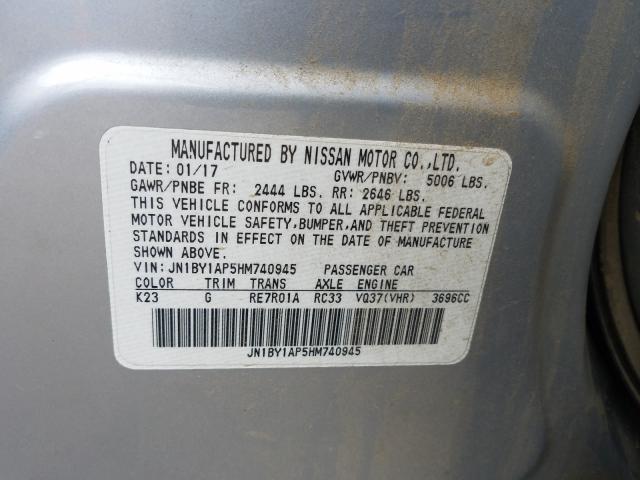 MANUFACTURED BY NISSAN MOTOR CO.,LTD.
DATE: 01/17 GVWR/PNBV: 5006 LBS.
GAWR/PNBE FR: 2444 LBS. RR: 2646 LBS.
THIS VEHICLE CONFORMS TO ALL APPLICABLE FEDERAL
MOTOR VEHICLE SAFETY,BUMPER,AND THEFT PREVENTION
STANDARDS IN EFFECT ON THE DATE OF MANUFACTURE
SHOWN ABOVE.
VIN: JN1BY1AP5HM740945 PASSENGER CAR
COLOR TRIM TRANS AXLE ENGINE
K23 G RE7R01A RC33 VQ37(VHR) 3696CC
JN1BY1AP5HM740945